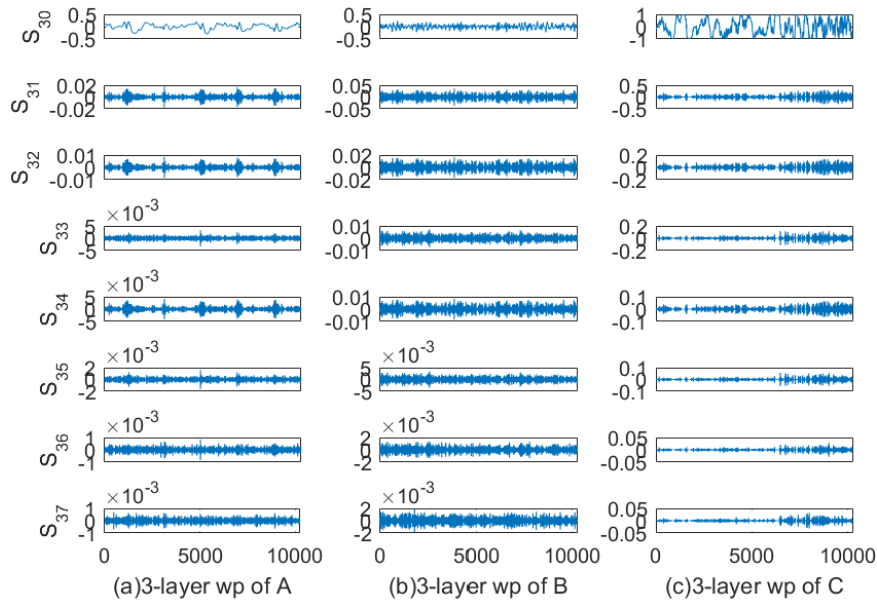 S30 0.5 0 -0.5 0.5 0 -0.5 1 0 -1
S31 0.02 0 -0.02 0.05 0 -0.05 0.5 0 -0.5
S32 0.01 0 -0.01 0.02 0 -0.02 0.2 0 -0.2
S33 ×10-3 5 0 -5 0.01 0 -0.01 0.2 0 -0.2
S34 ×10-3 5 0 -5 0.01 0 -0.01 0.1 0 -0.1
S35 ×10-3 2 0 -2 ×10-3 5 0 -5 0.1 0 -0.1
S36 ×10-3 1 0 -1 ×10-3 2 0 -2 0.05 0 -0.05
S37 ×10-3 1 0 -1 ×10-3 2 0 -2 0.05 0 -0.05
0 5000 10000 0 5000 10000 0 5000 10000
(a)3-layer wp of A (b)3-layer wp of B (c)3-layer wp of C